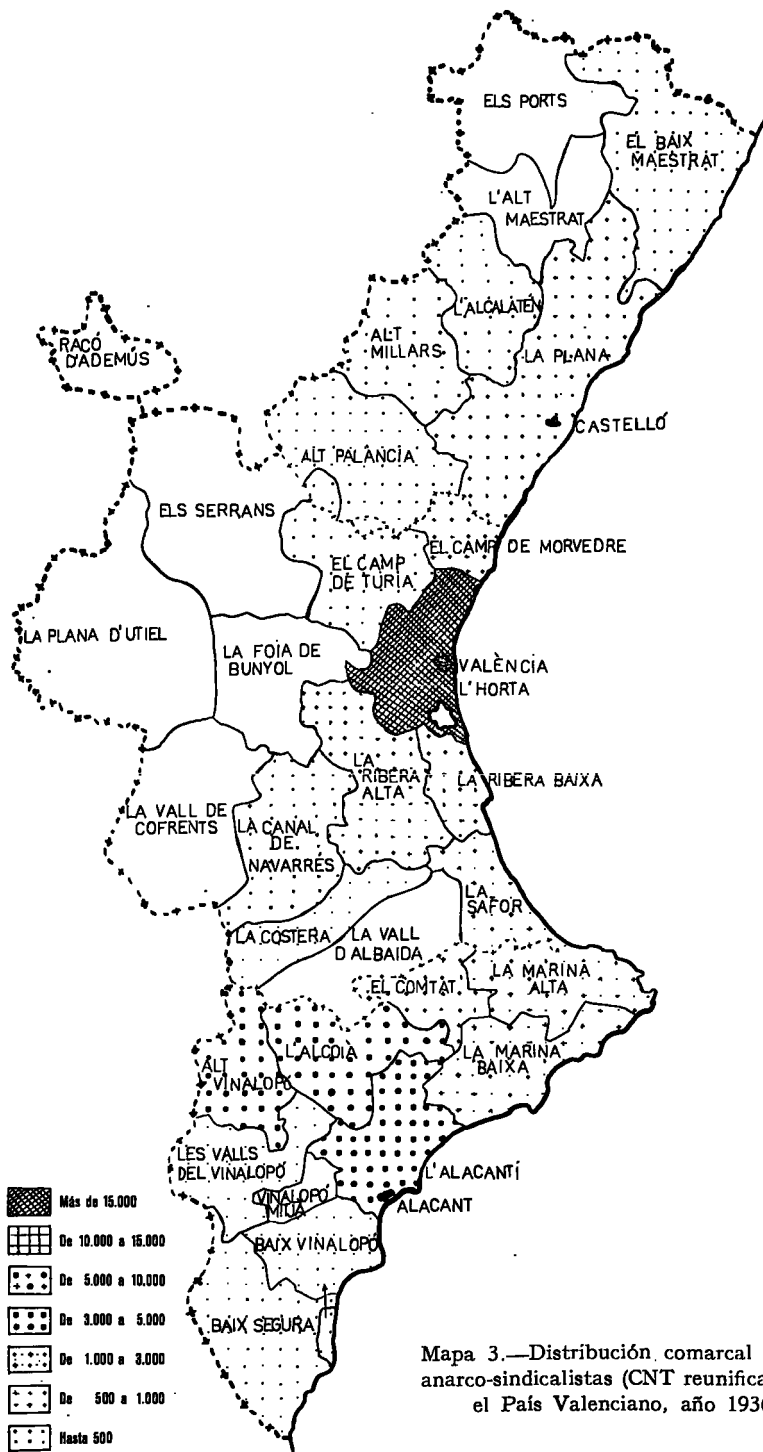 ELS PORTS
EL BAIX
MAESTRAT
L'ALT
MAESTRAT
L'ALCALATÉN
RACÓ
D'ADEMÚS
ALT
MILLARS
LA PLANA
CASTELLÓ
ALT PALANCIA
ELS SERRANS
EL CAMP DE MORVEDRE
EL CAMP
DE TURIA
LA PLANA D'UTIEL
LA FOIA DE
BUNYOL
VALÈNCIA
L'HORTA
LA
RIBERA
ALTA
LA RIBERA BAIXA
LA VALL DE
COFRENTS
LA CANAL
DE
NAVARRÉS
LA
SAFOR
LA COSTERA
LA VALL
D ALBAIDA
LA MARINA
ALTA
EL COMTAT
L'ALCOIA
ALT
VINALOPÓ
LA MARINA
BAIXA
LES VALLS
DEL VINALOPÓ
L'ALACANTÍ
VINALOPÓ
MITJÀ
ALACANT
BAIX VINALOPÓ
BAIX SEGURA
Más de 15.000
De 10.000 a 15.000
De 5.000 a 10.000
De 3.000 a 5.000
De 1.000 a 3.000
De 500 a 1.000
Hasta 500
Mapa 3.—Distribución comarcal
anarco-sindicalistas (CNT reunifica
el País Valenciano, año 1936